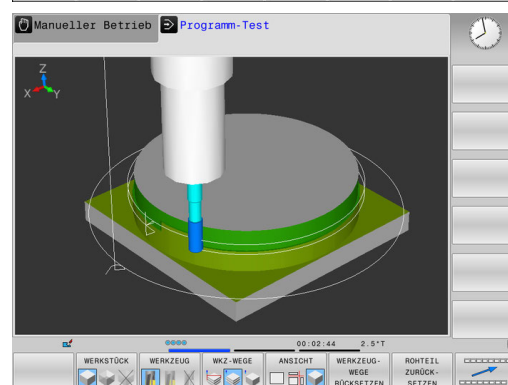 Manueller Betrieb Programm-Test
Z
X Y
00:02:44 2.5*T
WERKSTÜCK WERKZEUG WKZ-WEGE ANSICHT WERKZEUG- ROHTEIL
WEGE ZURÜCK-
RÜCKSETZEN SETZEN